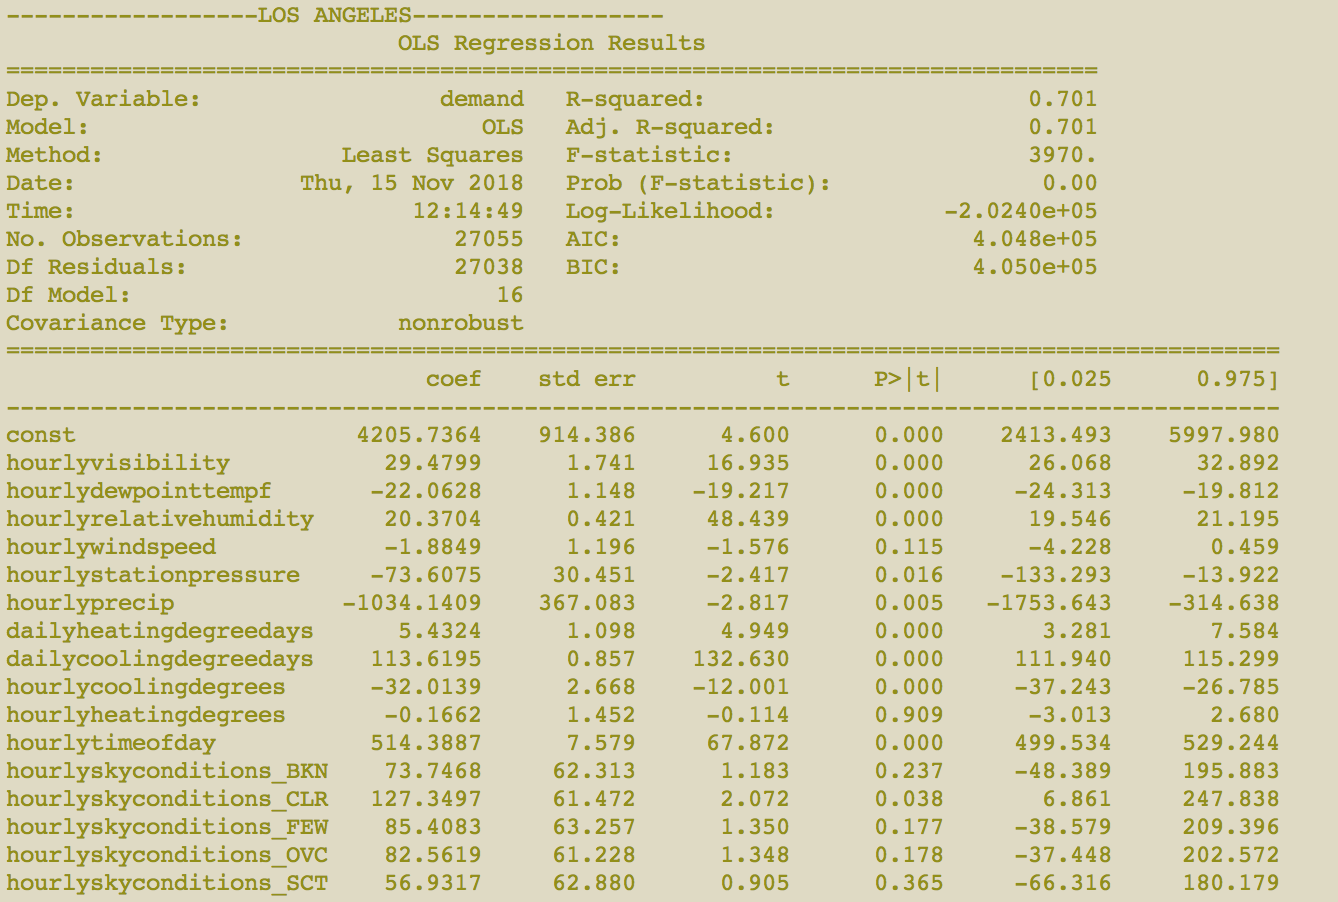 ------------------LOS ANGELES------------------
OLS Regression Results
==============================================================================
Dep. Variable: demand R-squared: 0.701
Model: OLS Adj. R-squared: 0.701
Method: Least Squares F-statistic: 3970.
Date: Thu, 15 Nov 2018 Prob (F-statistic): 0.00
Time: 12:14:49 Log-Likelihood: -2.0240e+05
No. Observations: 27055 AIC: 4.048e+05
Df Residuals: 27038 BIC: 4.050e+05
Df Model: 16
Covariance Type: nonrobust
===========================================================================================
coef std err t P>|t| [0.025 0.975]
-------------------------------------------------------------------------------------------
const 4205.7364 914.386 4.600 0.000 2413.493 5997.980
hourlyvisibility 29.4799 1.741 16.935 0.000 26.068 32.892
hourlydewpointtempf -22.0628 1.148 -19.217 0.000 -24.313 -19.812
hourlyrelativehumidity 20.3704 0.421 48.439 0.000 19.546 21.195
hourlywindspeed -1.8849 1.196 -1.576 0.115 -4.228 0.459
hourlystationpressure -73.6075 30.451 -2.417 0.016 -133.293 -13.922
hourlyprecip -1034.1409 367.083 -2.817 0.005 -1753.643 -314.638
dailyheatingdegreedays 5.4324 1.098 4.949 0.000 3.281 7.584
dailycoolingdegreedays 113.6195 0.857 132.630 0.000 111.940 115.299
hourlycoolingdegrees -32.0139 2.668 -12.001 0.000 -37.243 -26.785
hourlyheatingdegrees -0.1662 1.452 -0.114 0.909 -3.013 2.680
hourlytimeofday 514.3887 7.579 67.872 0.000 499.534 529.244
hourlyskyconditions_BKN 73.7468 62.313 1.183 0.237 -48.389 195.883
hourlyskyconditions_CLR 127.3497 61.472 2.072 0.038 6.861 247.838
hourlyskyconditions_FEW 85.4083 63.257 1.350 0.177 -38.579 209.396
hourlyskyconditions_OVC 82.5619 61.228 1.348 0.178 -37.448 202.572
hourlyskyconditions_SCT 56.9317 62.880 0.905 0.365 -66.316 180.179